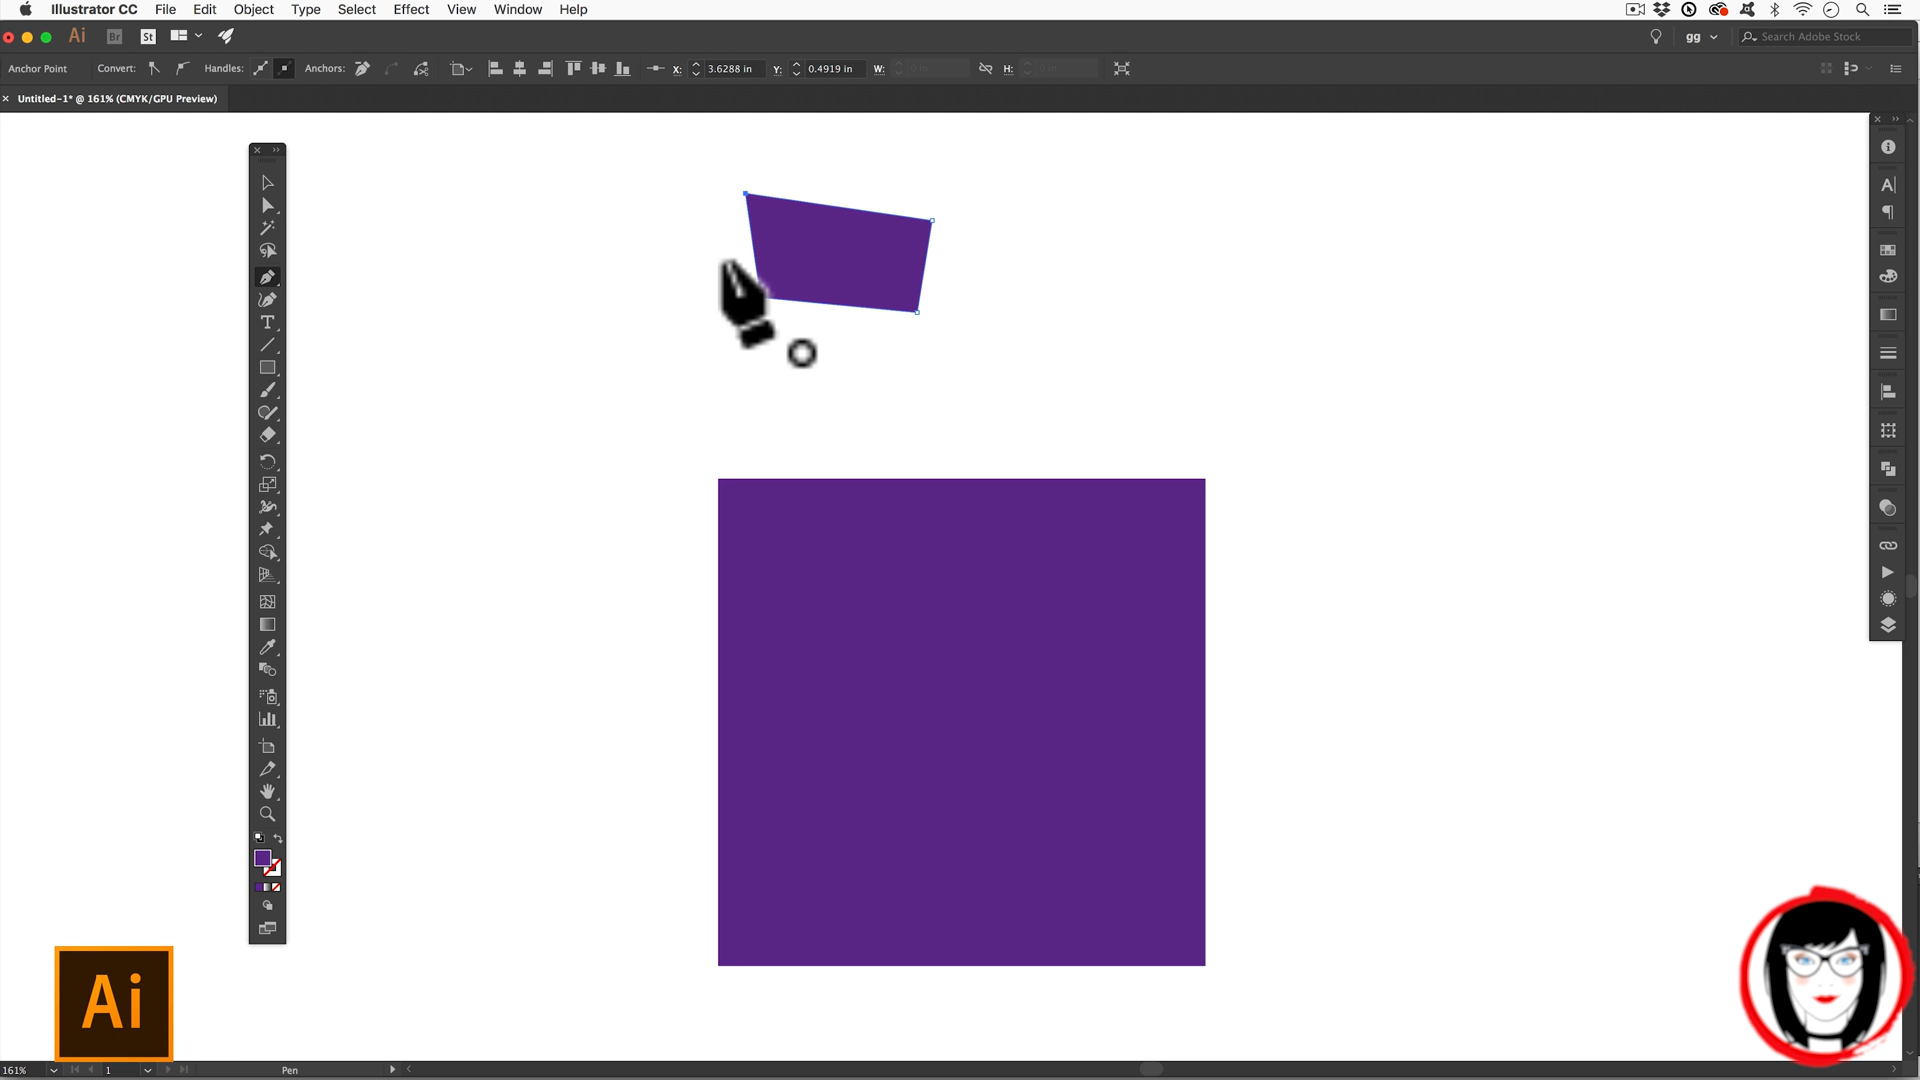 Illustrator CC File Edit Object Type Select Effect View Window Help
Ai Br St gg Search Adobe Stock
Anchor Point Convert: Handles: Anchors: X: 3.6288 in Y: 0.4919 in W: 0 in H: 0 in
Untitled-1* @ 161% (CMYK/GPU Preview)
Ai
161% 1 Pen